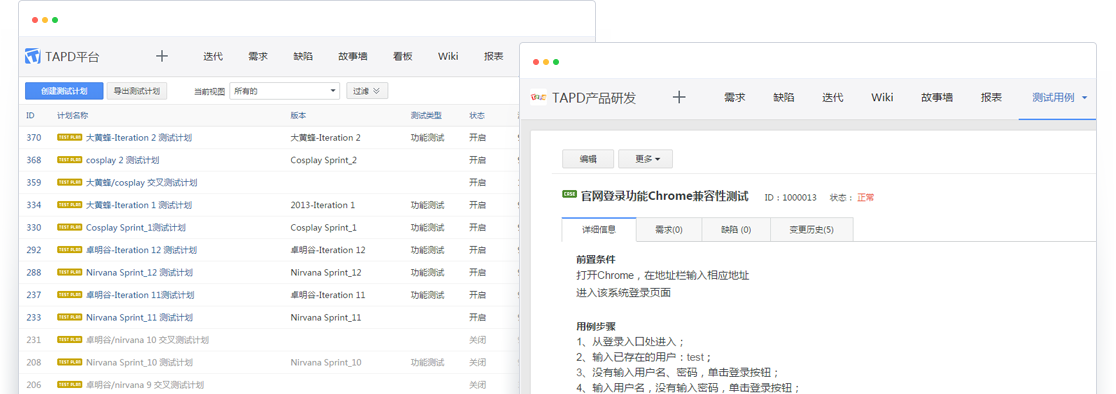 TAPD平台 + 迭代 需求 缺陷 故事墙 看板 Wiki 报表
创建测试计划 导出测试计划 当前视图 所有的 过滤
ID 计划名称 版本 测试类型 状态
370 TEST PLAN 大黄蜂-Iteration 2 测试计划 大黄蜂-Iteration 2 功能测试 开启
368 TEST PLAN cosplay 2 测试计划 Cosplay Sprint_2 开启
359 TEST PLAN 大黄蜂/cosplay 交叉测试计划 开启
334 TEST PLAN 大黄蜂-Iteration 1 测试计划 2013-Iteration 1 功能测试 开启
330 TEST PLAN Cosplay Sprint_1测试计划 Cosplay Sprint_1 功能测试 开启
292 TEST PLAN 卓明谷-Iteration 12 测试计划 卓明谷-Iteration 12 功能测试 开启
288 TEST PLAN Nirvana Sprint_12 测试计划 Nirvana Sprint_12 功能测试 开启
237 TEST PLAN 卓明谷-Iteration 11测试计划 卓明谷-Iteration 11 功能测试 开启
233 TEST PLAN Nirvana Sprint_11 测试计划 Nirvana Sprint_11 功能测试 开启
231 TEST PLAN 卓明谷/nirvana 10 交叉测试计划 关闭
208 TEST PLAN Nirvana Sprint_10 测试计划 Nirvana Sprint_10 功能测试 关闭
206 TEST PLAN 卓明谷/nirvana 9 交叉测试计划 关闭
TAPD产品研发 + 需求 缺陷 迭代 Wiki 故事墙 报表 测试用例
编辑 更多
CASE 官网登录功能Chrome兼容性测试 ID：1000013 状态：正常
详细信息 需求(0) 缺陷 (0) 变更历史(5)
前置条件
打开Chrome，在地址栏输入相应地址
进入该系统登录页面
用例步骤
1、从登录入口处进入；
2、输入已存在的用户：test；
3、没有输入用户名、密码，单击登录按钮；
4、输入用户名，没有输入密码，单击登录按钮；